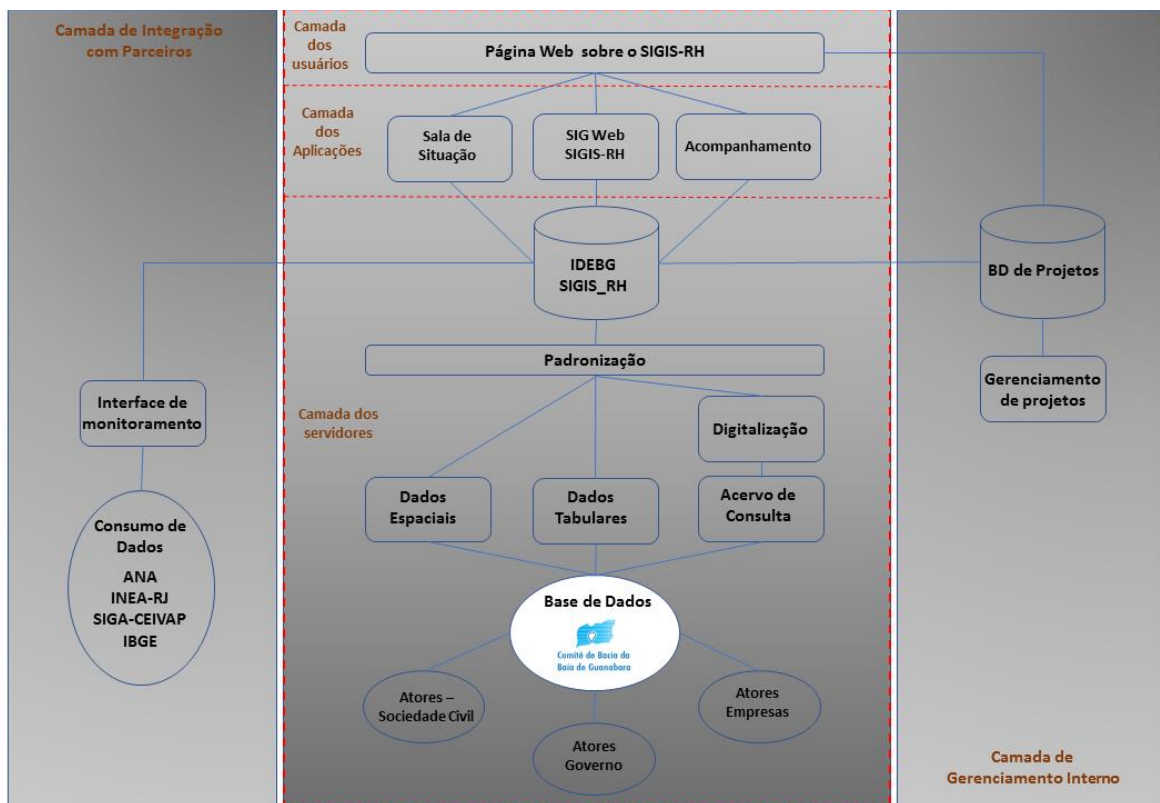 Camada de Integração
com Parceiros
Camada
dos
usuários
Página Web sobre o SIGIS-RH
Camada
dos
Aplicações
Sala de
Situação
SIG Web
SIGIS-RH
Acompanhamento
IDEBG
SIGIS_RH
BD de Projetos
Padronização
Gerenciamento
de projetos
Interface de
monitoramento
Camada dos
servidores
Digitalização
Dados
Espaciais
Dados
Tabulares
Acervo de
Consulta
Consumo de
Dados
ANA
INEA-RJ
SIGA-CEIVAP
IBGE
Base de Dados
Comitê de Bacia da
Baía de Guanabara
Atores –
Sociedade Civil
Atores
Governo
Atores
Empresas
Camada de
Gerenciamento Interno